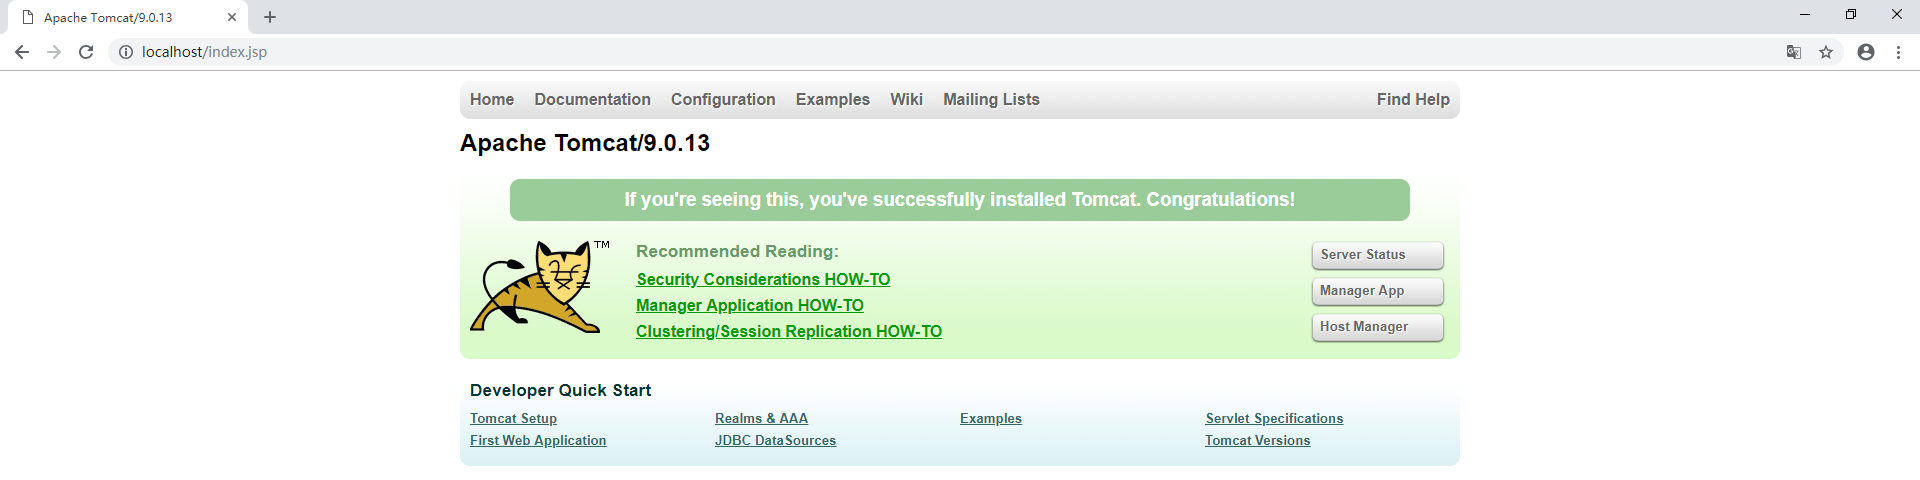 Apache Tomcat/9.0.13
localhost/index.jsp
Home Documentation Configuration Examples Wiki Mailing Lists Find Help
Apache Tomcat/9.0.13
If you're seeing this, you've successfully installed Tomcat. Congratulations!
TM
Recommended Reading:
Security Considerations HOW-TO
Manager Application HOW-TO
Clustering/Session Replication HOW-TO
Server Status
Manager App
Host Manager
Developer Quick Start
Tomcat Setup Realms & AAA Examples Servlet Specifications
First Web Application JDBC DataSources Tomcat Versions